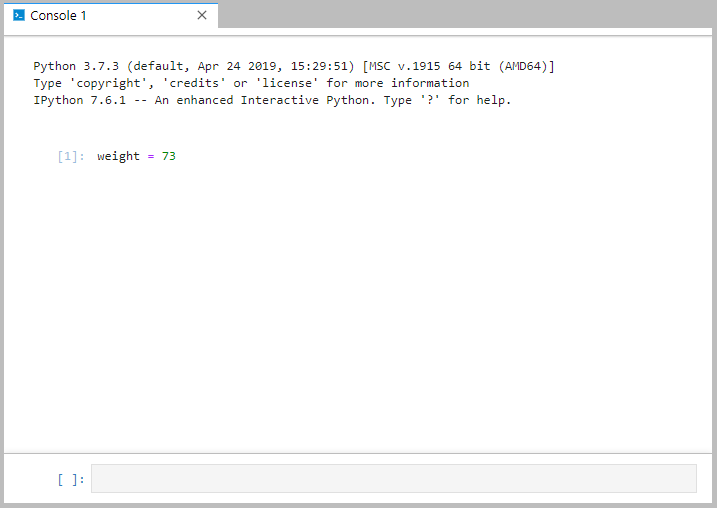 Console 1
Python 3.7.3 (default, Apr 24 2019, 15:29:51) [MSC v.1915 64 bit (AMD64)]
Type 'copyright', 'credits' or 'license' for more information
IPython 7.6.1 -- An enhanced Interactive Python. Type '?' for help.
[1]: weight = 73
[ ]: